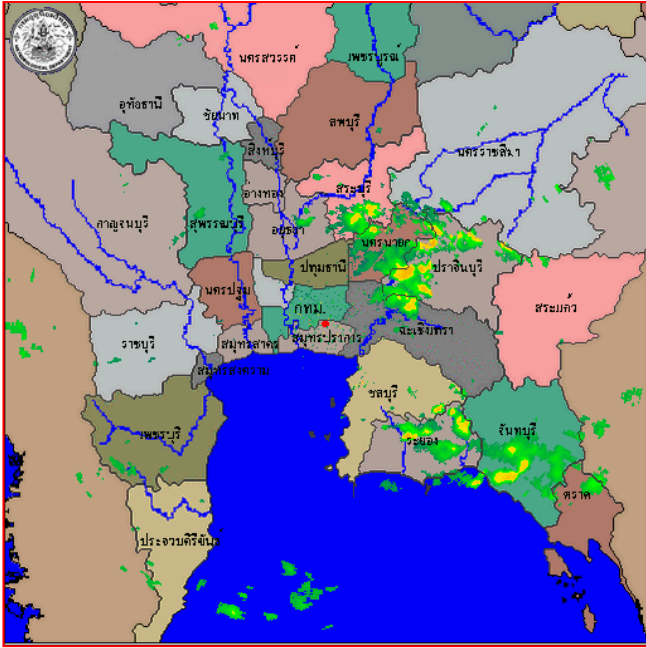 นครสวรรค์
เพชรบูรณ์
อุทัยธานี
ชัยนาท
ลพบุรี
สิงหบุรี
นครราชสีมา
อ่างทอง
สระบุรี
กาญจนบุรี
สุพรรณบุรี
อยุธยา
นครนายก
ปทุมธานี
ปราจีนบุรี
นครปฐม
กทม.
สระแก้ว
ราชบุรี
สมุทรสาคร
สมุทรปราการ
ฉะเชิงเทรา
สมุทรสงคราม
ชลบุรี
เพชรบุรี
ระยอง
จันทบุรี
ตราด
ประจวบคีรีขันธ์